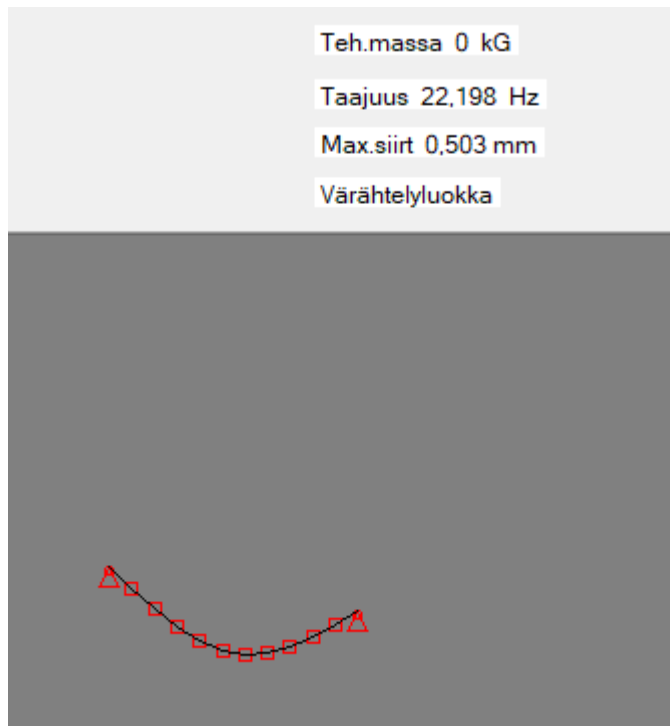 Teh.massa 0 kG
Taajuus 22,198 Hz
Max.siirt 0,503 mm
Värähtelyluokka